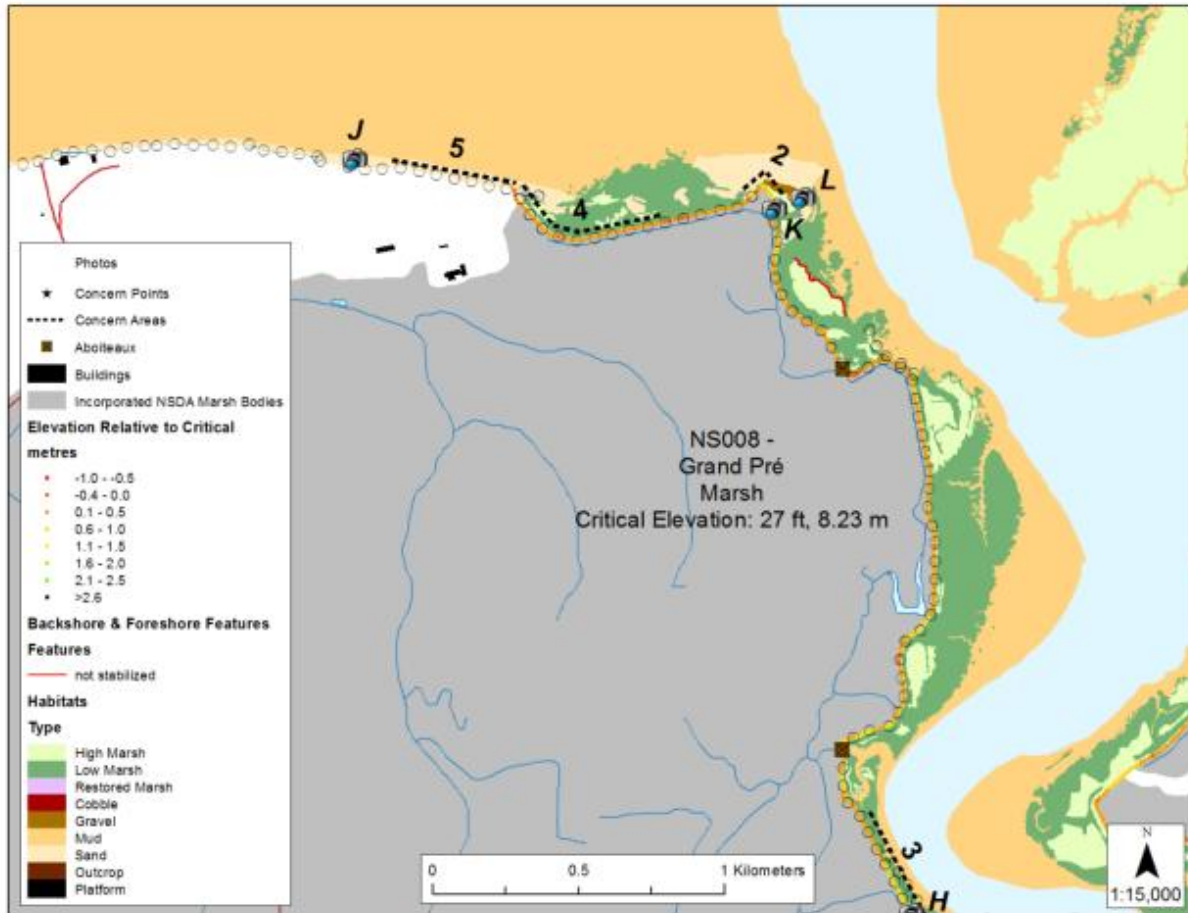 J
5
2
L
4
K
Photos
Concern Points
Concern Areas
Aboiteaux
Buildings
Incorporated NSDA Marsh Bodies
Elevation Relative to Critical
metres
-1.0 - -0.5
-0.4 - 0.0
0.1 - 0.5
0.6 - 1.0
1.1 - 1.5
1.6 - 2.0
2.1 - 2.5
>2.6
Backshore & Foreshore Features
Features
not stabilized
Habitats
Type
High Marsh
Low Marsh
Restored Marsh
Cobble
Gravel
Mud
Sand
Outcrop
Platform
NS008 -
Grand Pré
Marsh
Critical Elevation: 27 ft, 8.23 m
3
H
0 0.5 1 Kilometers
N
1:15,000